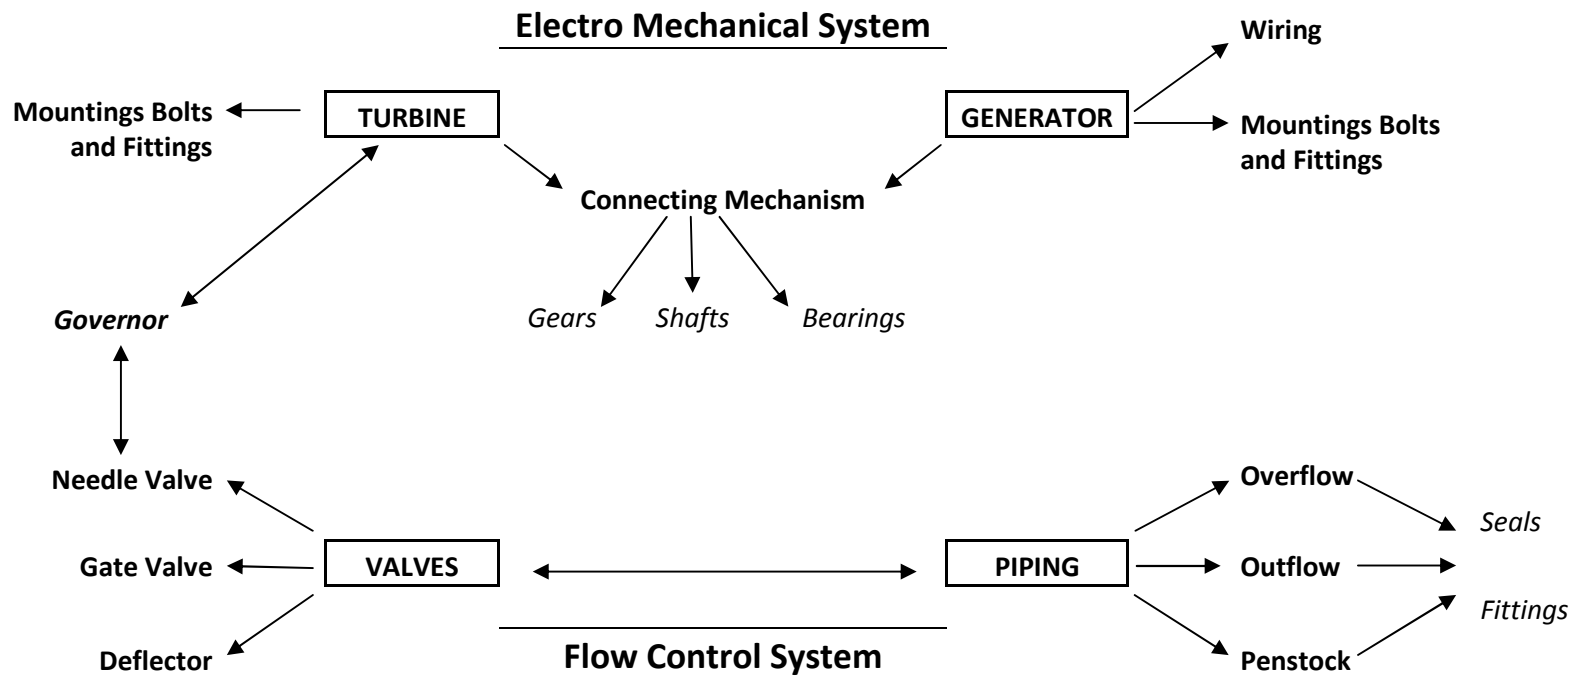 Electro Mechanical System
Wiring
Mountings Bolts
and Fittings
TURBINE
GENERATOR
Mountings Bolts
and Fittings
Connecting Mechanism
Governor
Gears
Shafts
Bearings
Needle Valve
Overflow
Seals
Gate Valve
VALVES
PIPING
Outflow
Fittings
Deflector
Flow Control System
Penstock